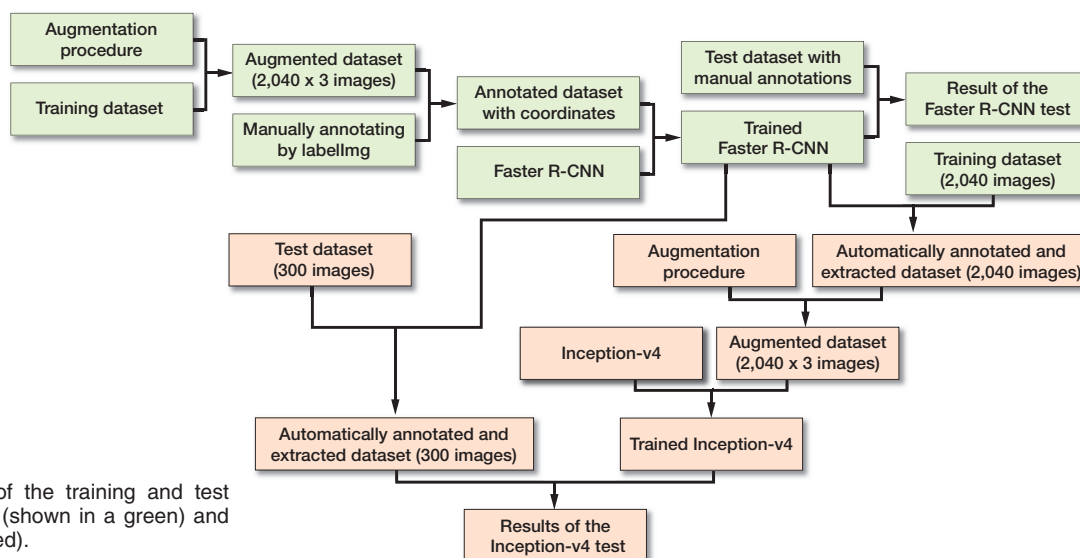 Augmentation
procedure
Training dataset
Augmented dataset
(2,040 x 3 images)
Manually annotating
by labelImg
Annotated dataset
with coordinates
Faster R-CNN
Test dataset with
manual annotations
Trained
Faster R-CNN
Result of the
Faster R-CNN test
Training dataset
(2,040 images)
Test dataset
(300 images)
Augmentation
procedure
Automatically annotated and
extracted dataset (2,040 images)
Inception-v4
Augmented dataset
(2,040 x 3 images)
Automatically annotated and
extracted dataset (300 images)
Trained Inception-v4
Results of the
Inception-v4 test
of the training and test
(shown in a green) and
ed).